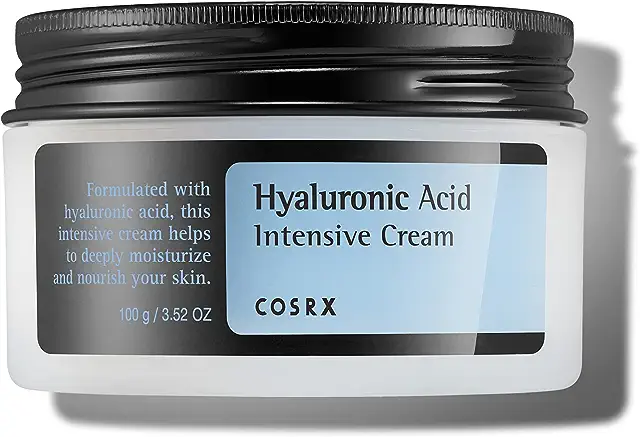 Formulated with
hyaluronic acid, this
intensive cream helps
to deeply moisturize
and nourish your skin.
100 g / 3.52 OZ
Hyaluronic Acid
Intensive Cream
COSRX